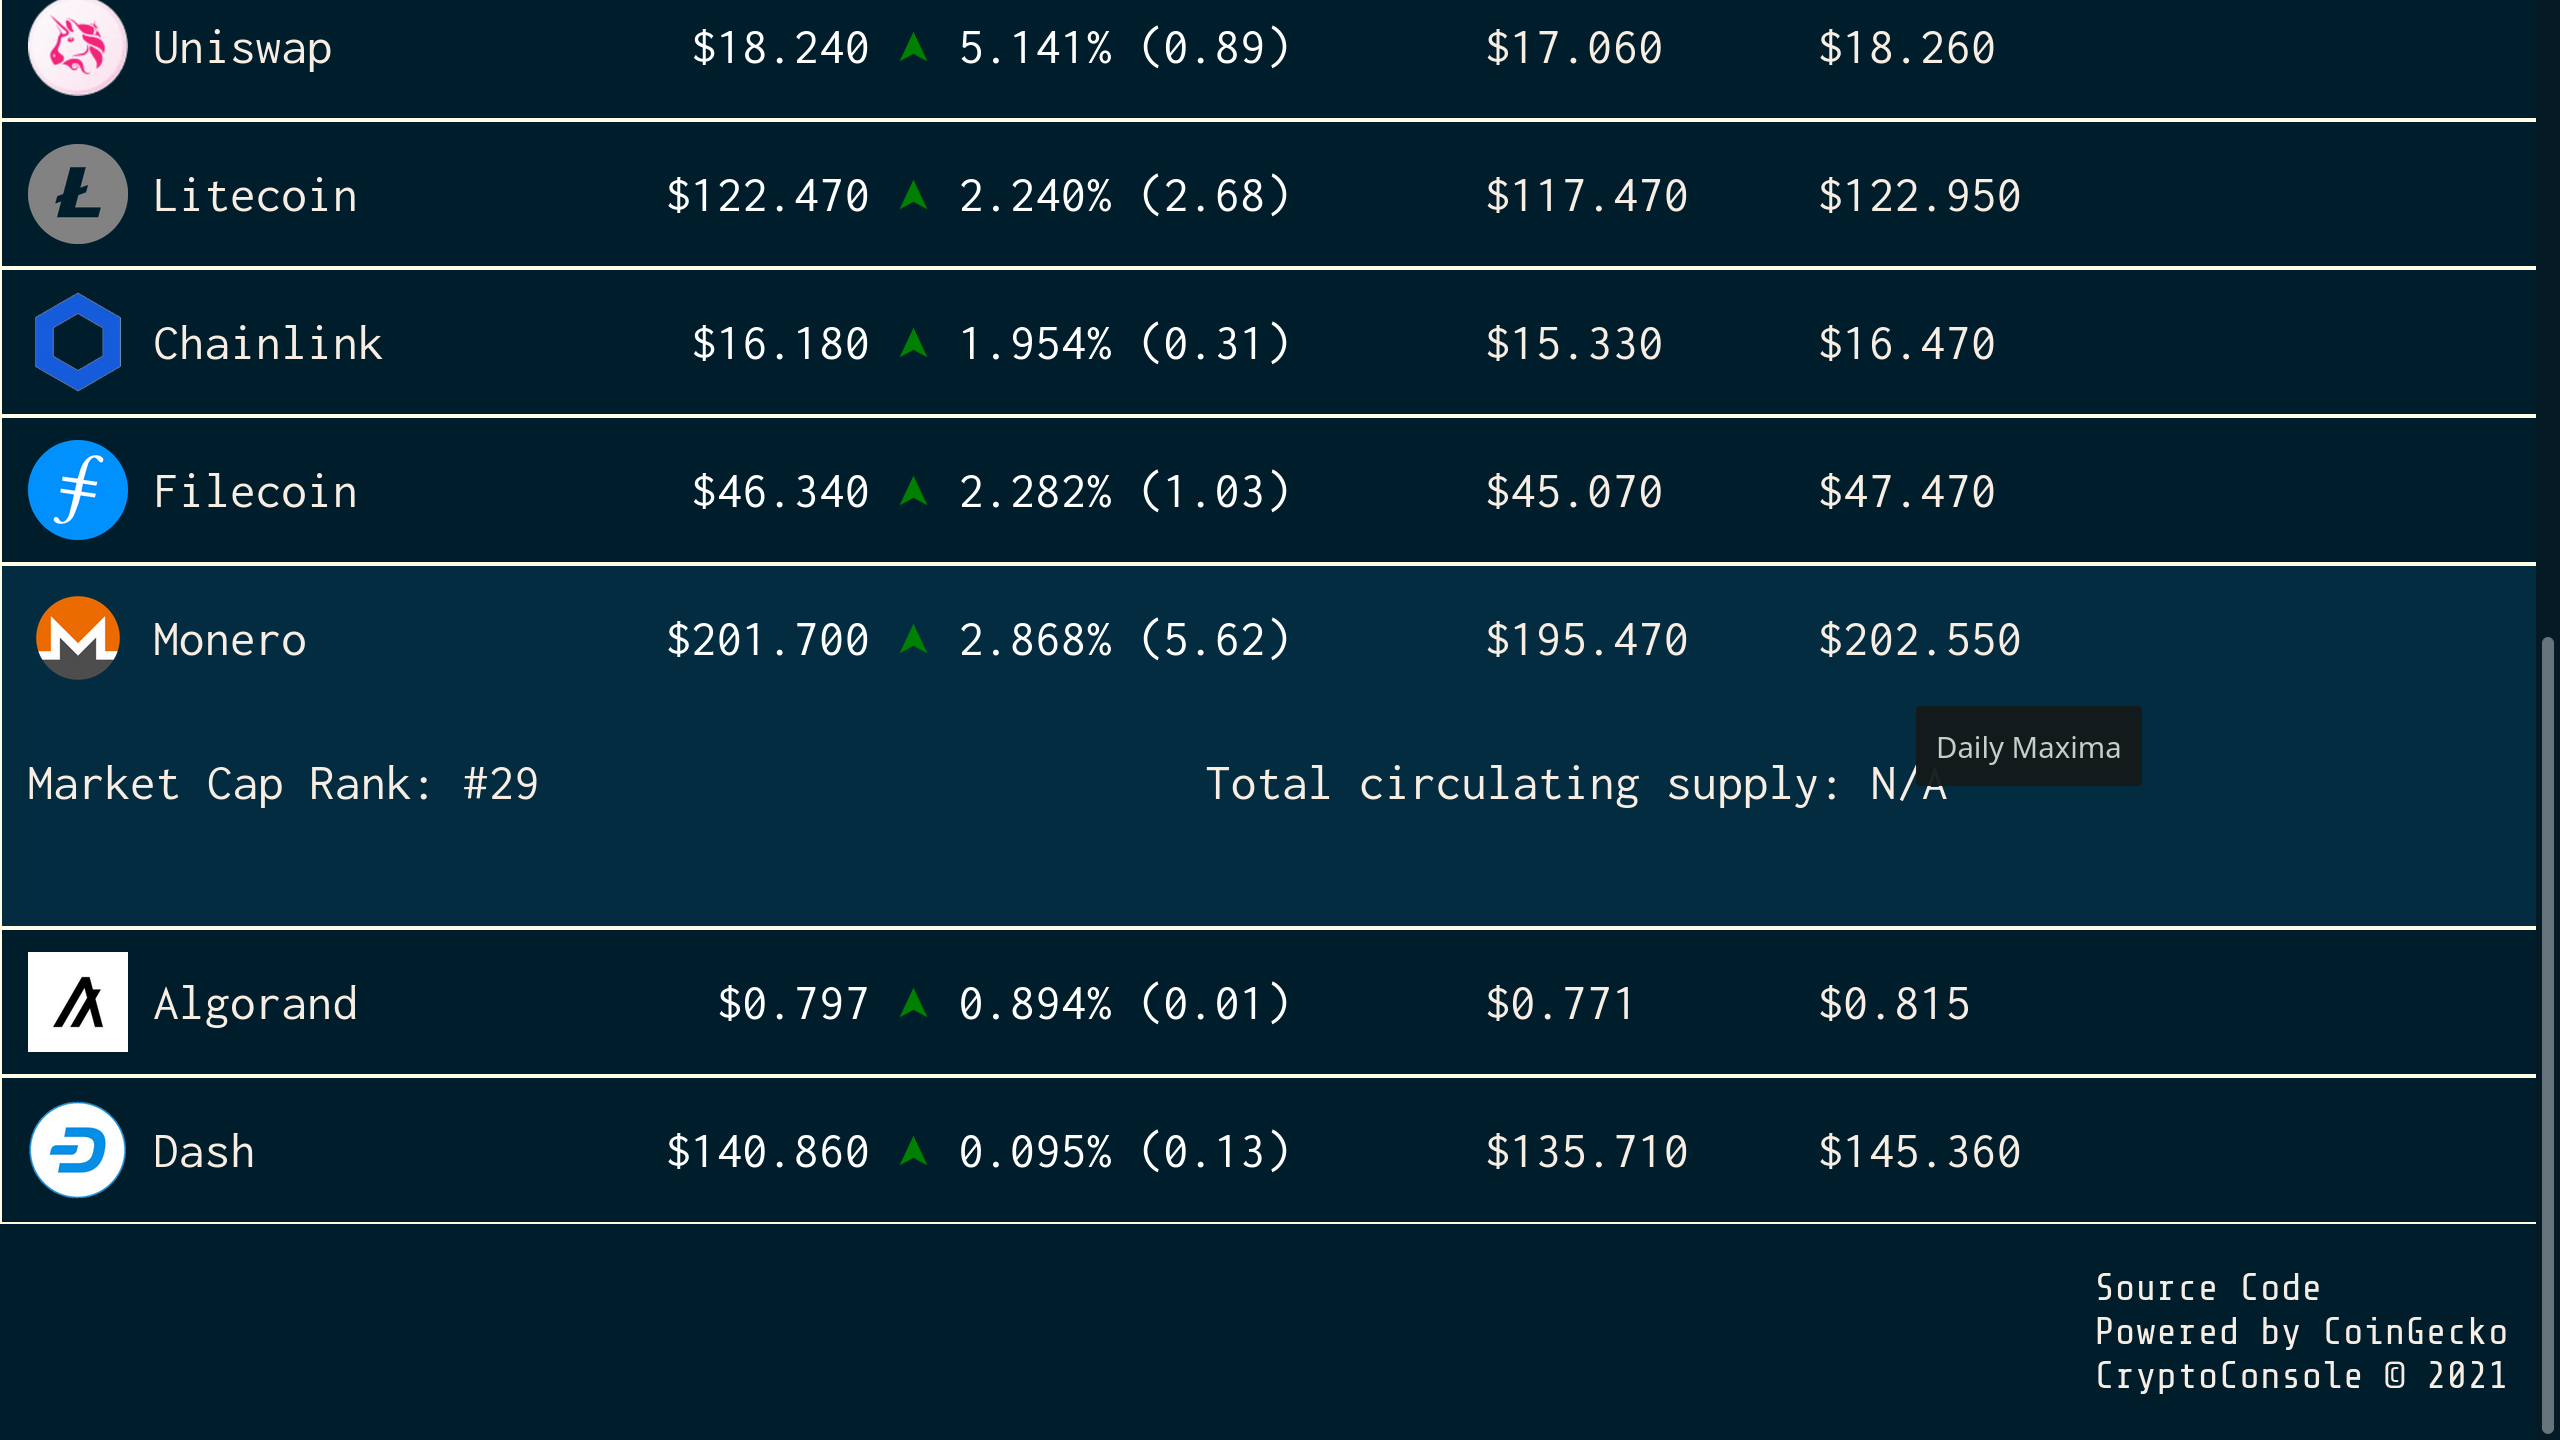 Uniswap $18.240 ▲ 5.141% (0.89) $17.060 $18.260
Litecoin $122.470 ▲ 2.240% (2.68) $117.470 $122.950
Chainlink $16.180 ▲ 1.954% (0.31) $15.330 $16.470
Filecoin $46.340 ▲ 2.282% (1.03) $45.070 $47.470
Monero $201.700 ▲ 2.868% (5.62) $195.470 $202.550
Daily Maxima
Market Cap Rank: #29 Total circulating supply: N/A
Algorand $0.797 ▲ 0.894% (0.01) $0.771 $0.815
Dash $140.860 ▲ 0.095% (0.13) $135.710 $145.360
Source Code
Powered by CoinGecko
CryptoConsole © 2021